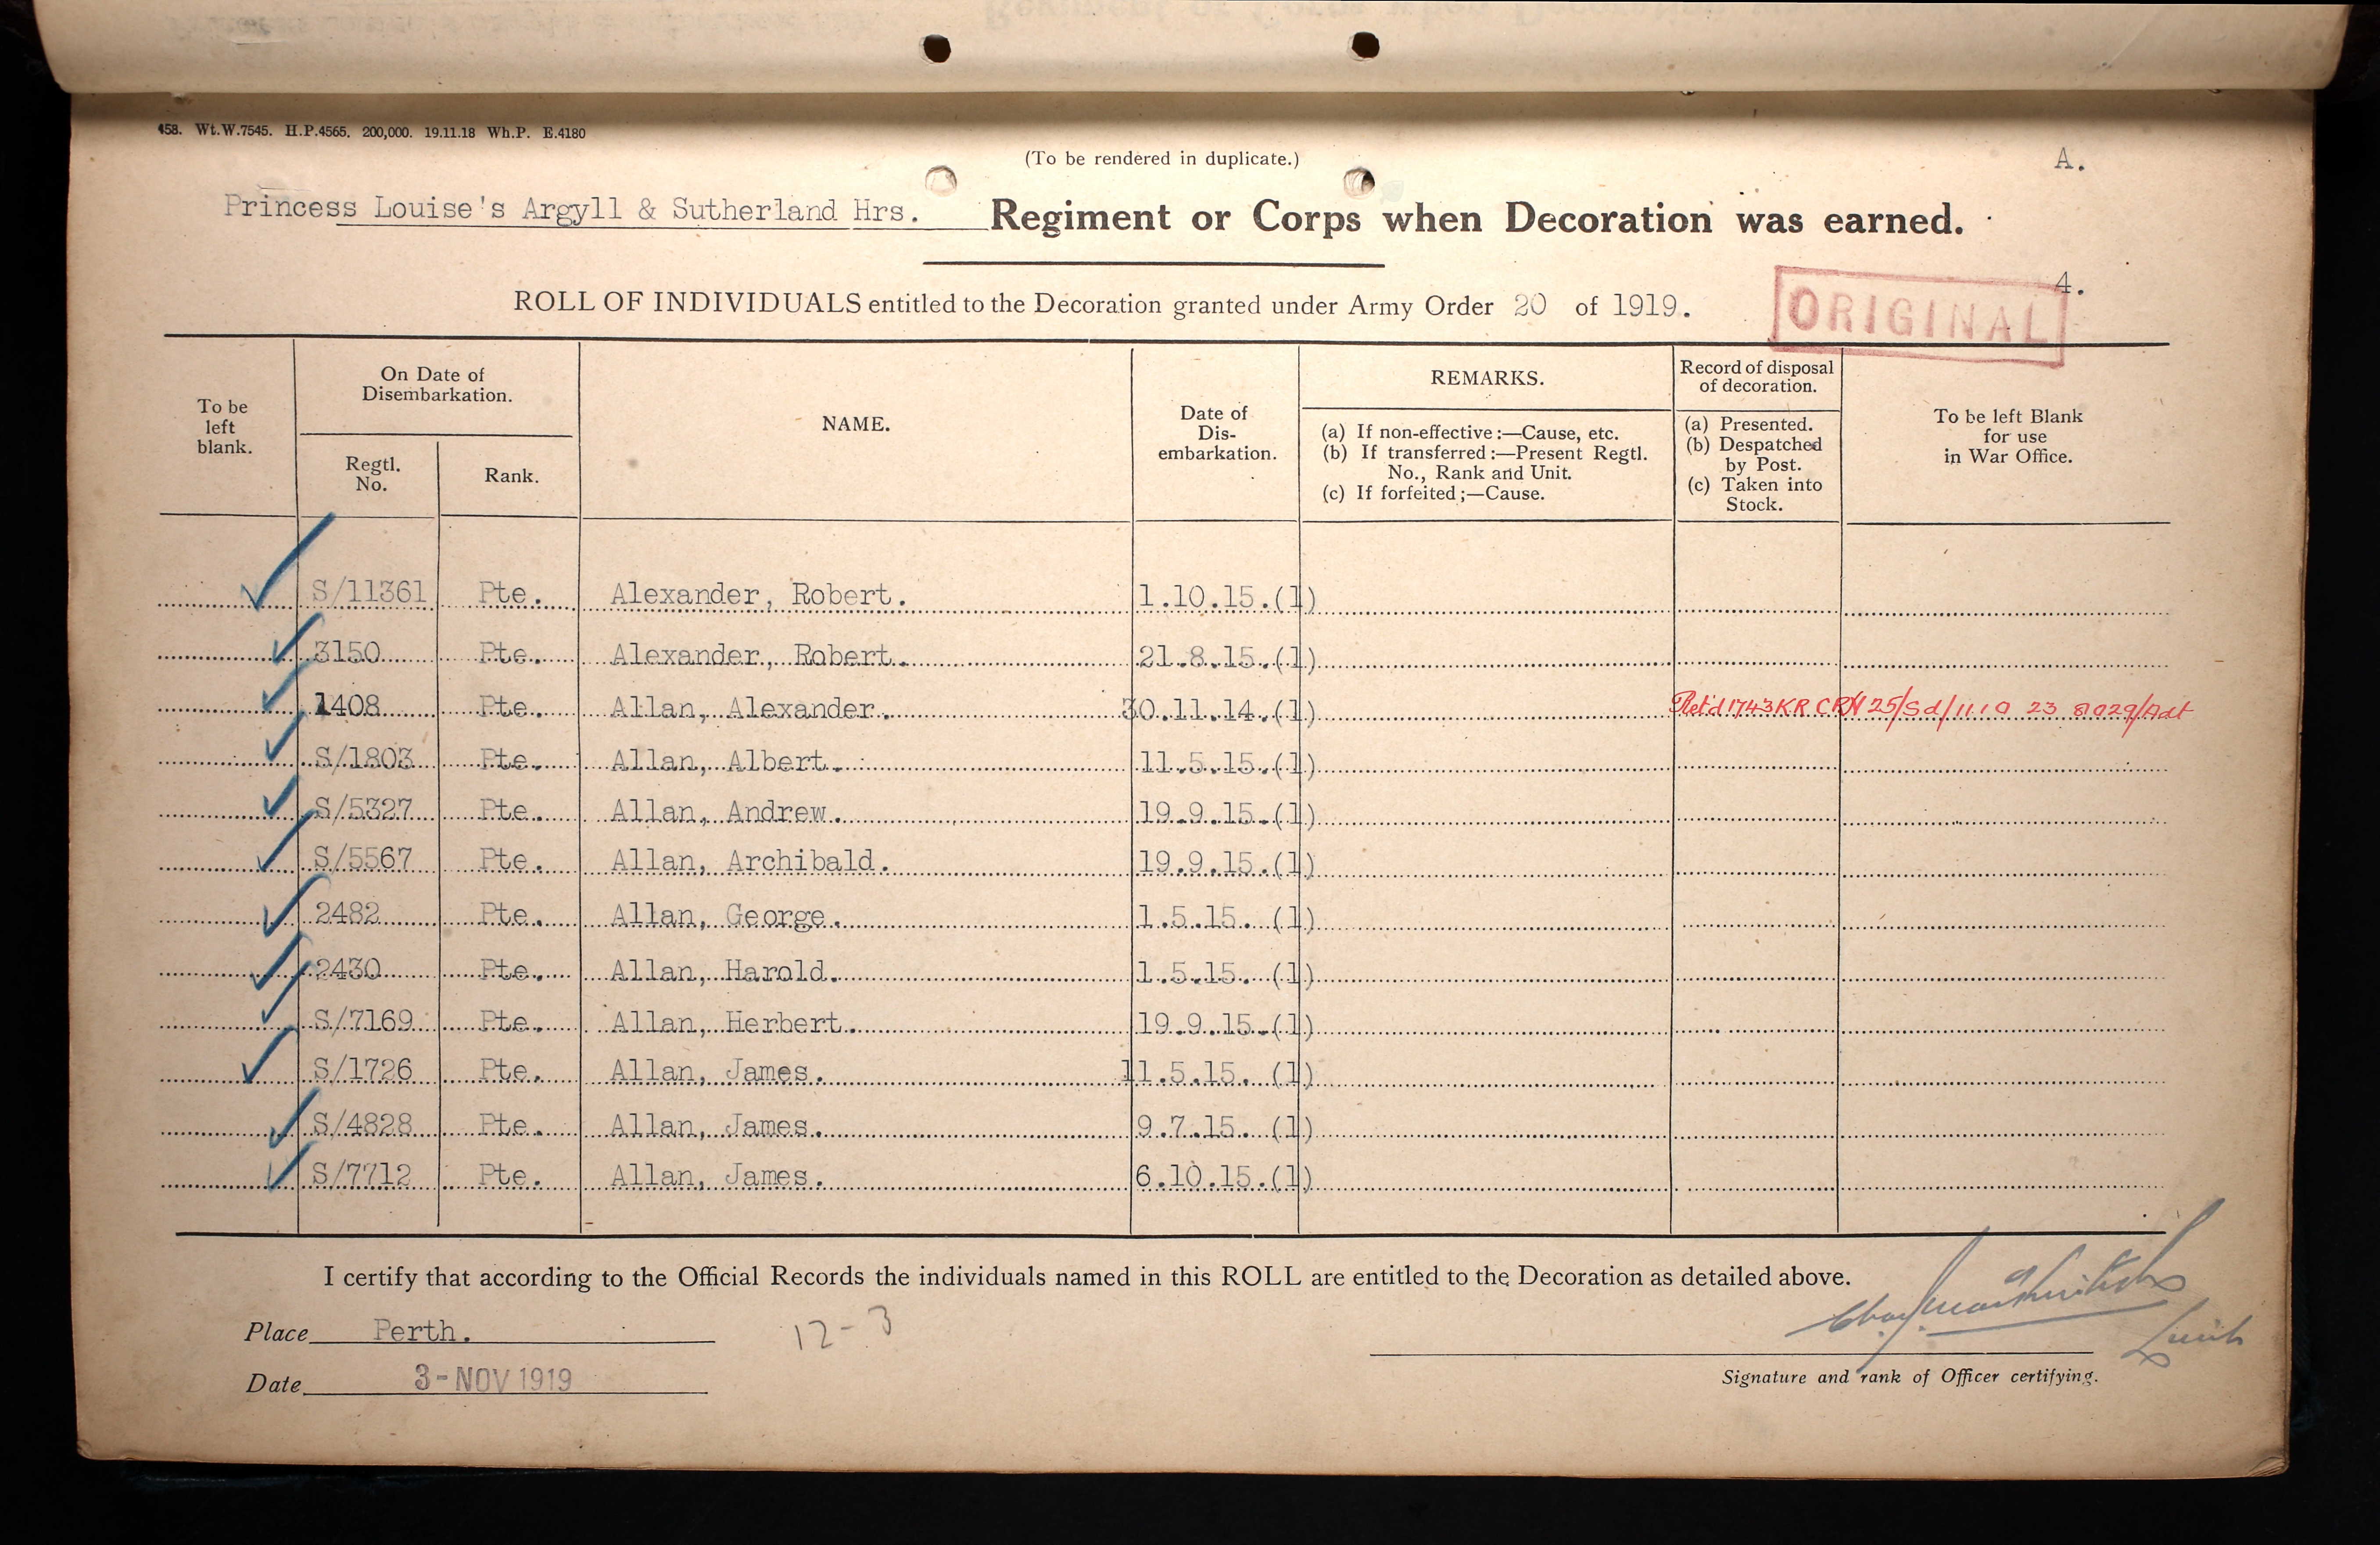 458. Wt.W.7545. H.P.4565. 200,000. 19.11.18 Wh.P. E.4180
(To be rendered in duplicate.)
A.
Princess Louise's Argyll & Sutherland Hrs. Regiment or Corps when Decoration was earned.
4.
ROLL OF INDIVIDUALS entitled to the Decoration granted under Army Order 20 of 1919.
ORIGINAL
To be left blank.
On Date of Disembarkation.
Regtl. No.
Rank.
NAME.
Date of Dis-embarkation.
REMARKS.
(a) If non-effective:—Cause, etc.
(b) If transferred:—Present Regtl. No., Rank and Unit.
(c) If forfeited;—Cause.
Record of disposal of decoration.
(a) Presented.
(b) Despatched by Post.
(c) Taken into Stock.
To be left Blank for use in War Office.
S/11361 Pte. Alexander, Robert. 1.10.15.(1)
3150 Pte. Alexander, Robert. 21.8.15.(1)
1408 Pte. Allan, Alexander. 30.11.14.(1) Ret'd 1743 KR
S/1803 Pte. Allan, Albert. 11.5.15.(1)
S/5327 Pte. Allan, Andrew. 19.9.15.(1)
S/5567 Pte. Allan, Archibald. 19.9.15.(1)
2482 Pte. Allan, George. 1.5.15. (1)
2430 Pte. Allan, Harold. 1.5.15. (1)
S/7169 Pte. Allan, Herbert. 19.9.15.(1)
S/1726 Pte. Allan, James. 11.5.15. (1)
S/4828 Pte. Allan, James. 9.7.15. (1)
S/7712 Pte. Allan, James. 6.10.15.(1)
I certify that according to the Official Records the individuals named in this ROLL are entitled to the Decoration as detailed above.
Place Perth.
12-3
Date 3-NOV 1919
Signature and rank of Officer certifying.